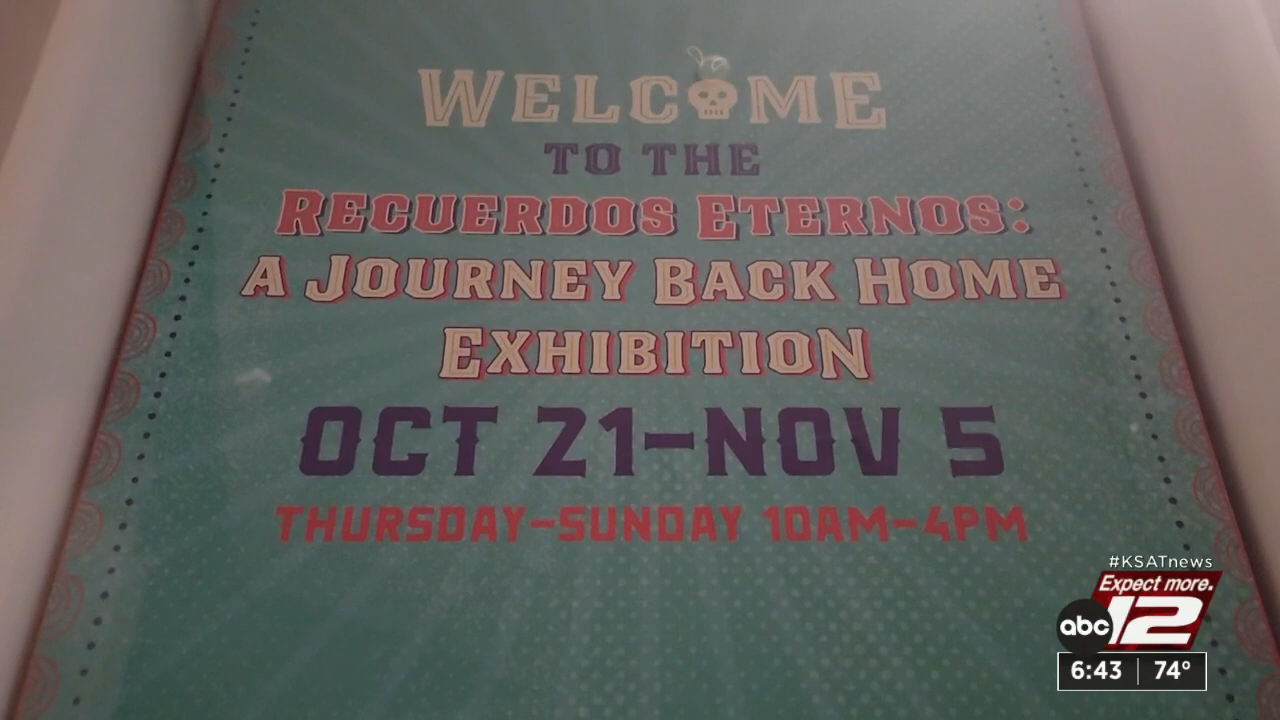 WELCOME
TO THE
RECUERDOS ETERNOS:
A JOURNEY BACK HOME
EXHIBITION
OCT 21-NOV 5
THURSDAY-SUNDAY 10AM-4PM
#KSATnews
Expect more.
abc 12
6:43 74°